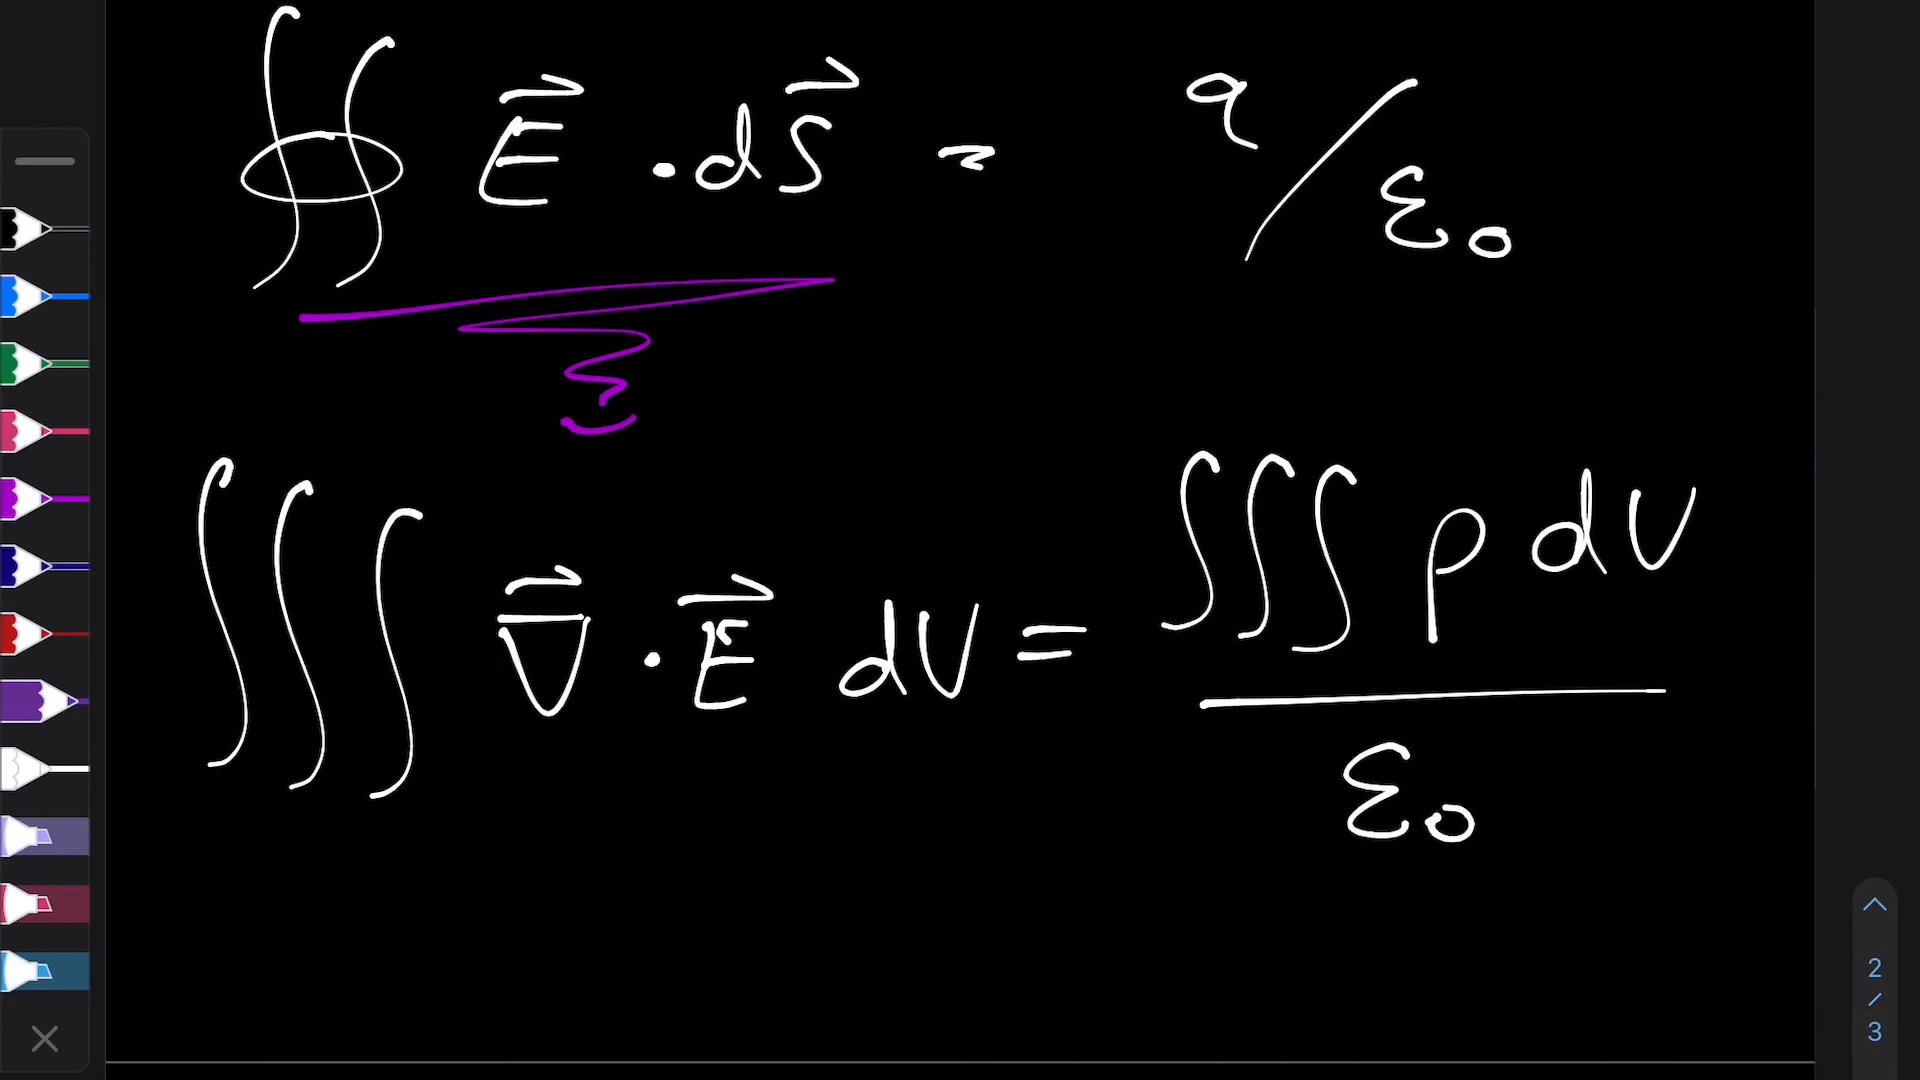 ∯ E⃗ · dS⃗ = q/ε₀
∭ ∇⃗ · E⃗ dV = ∭ ρ dV / ε₀
2 / 3